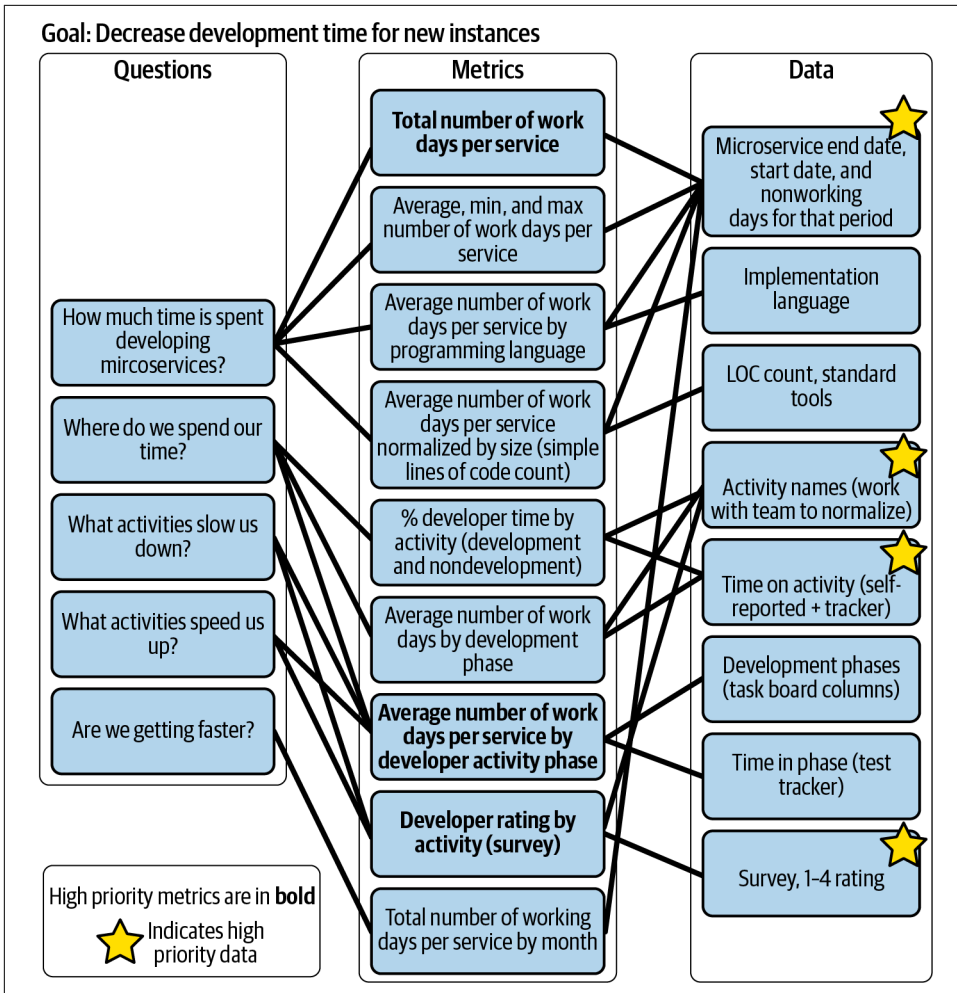 Goal: Decrease development time for new instances
Questions
How much time is spent
developing
mircoservices?
Where do we spend our
time?
What activities slow us
down?
What activities speed us
up?
Are we getting faster?
Metrics
Total number of work
days per service
Average, min, and max
number of work days per
service
Average number of work
days per service by
programming language
Average number of work
days per service
normalized by size (simple
lines of code count)
% developer time by
activity (development
and nondevelopment)
Average number of work
days by development
phase
Average number of work
days per service by
developer activity phase
Developer rating by
activity (survey)
Total number of working
days per service by month
Data
Microservice end date,
start date, and
nonworking
days for that period
Implementation
language
LOC count, standard
tools
Activity names (work
with team to normalize)
Time on activity (self-
reported + tracker)
Development phases
(task board columns)
Time in phase (test
tracker)
Survey, 1–4 rating
High priority metrics are in bold
Indicates high
priority data